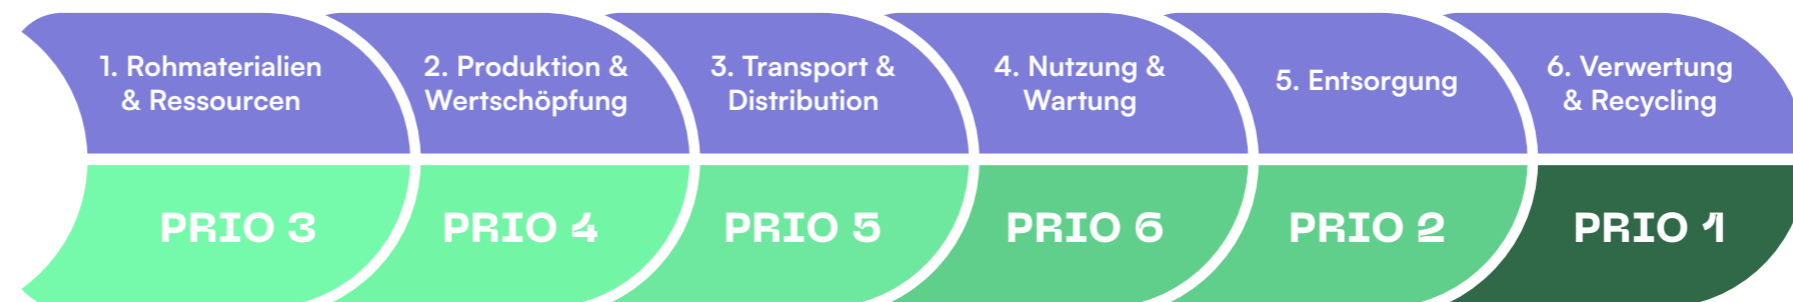 1. Rohmaterialien
& Ressourcen
2. Produktion &
Wertschöpfung
3. Transport &
Distribution
4. Nutzung &
Wartung
5. Entsorgung
6. Verwertung
& Recycling
PRIO 3
PRIO 4
PRIO 5
PRIO 6
PRIO 2
PRIO 1